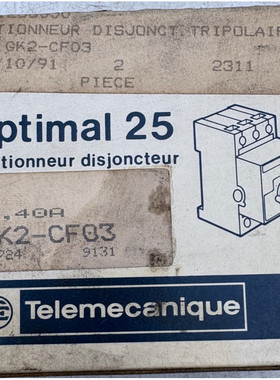 TIONNEUR DISJONCT.TRIPOLAIR
GK2-CF03
/10/91 2 2311
PIECE
ptimal 25
tionneur disjoncteur
,40A
K2-CF03
784 9131
Telemecanique